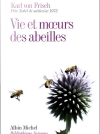 Karl von Frisch
Prix Nobel de médecine 1973
Vie et mœurs
des abeilles
Albin Michel